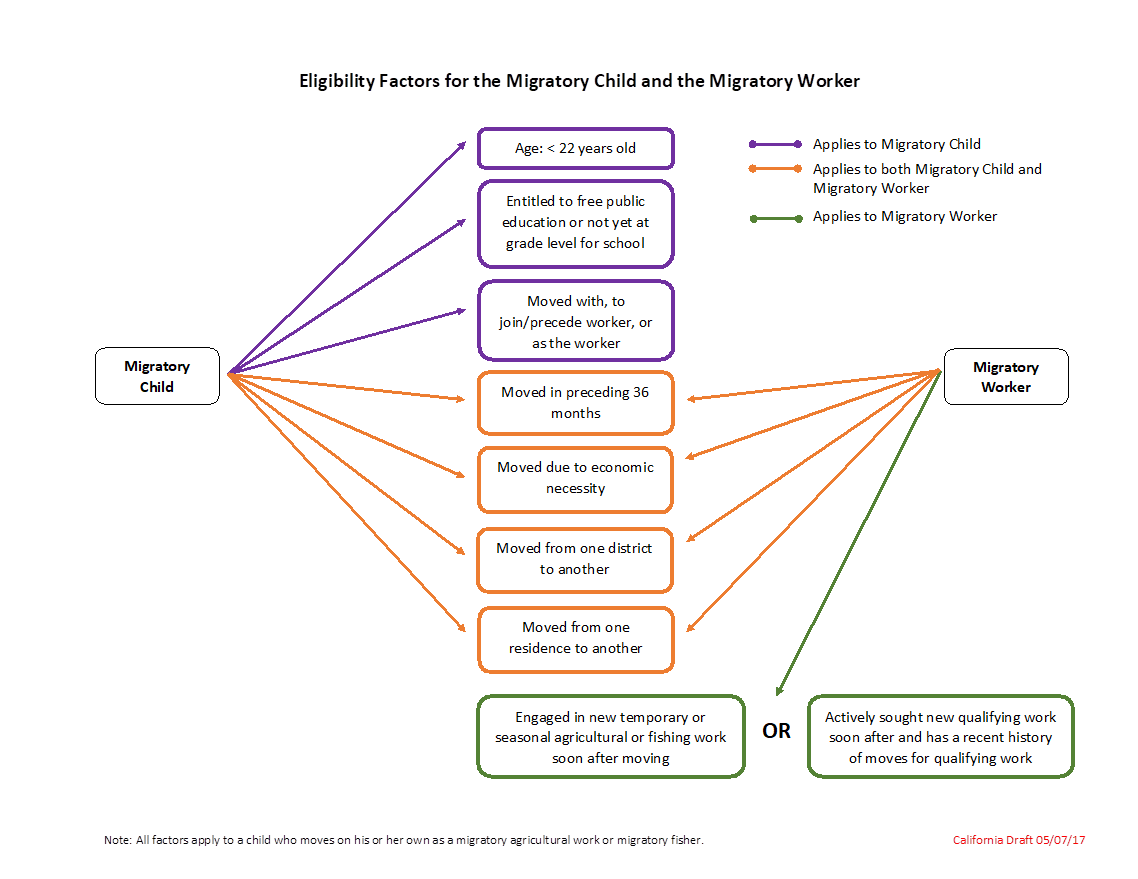 Eligibility Factors for the Migratory Child and the Migratory Worker
Age: < 22 years old
Entitled to free public
education or not yet at
grade level for school
Moved with, to
join/precede worker, or
as the worker
Moved in preceding 36
months
Moved due to economic
necessity
Moved from one district
to another
Moved from one
residence to another
Applies to Migratory Child
Applies to both Migratory Child and
Migratory Worker
Applies to Migratory Worker
Migratory
Child
Migratory
Worker
Engaged in new temporary or
seasonal agricultural or fishing work
soon after moving
OR
Actively sought new qualifying work
soon after and has a recent history
of moves for qualifying work
Note: All factors apply to a child who moves on his or her own as a migratory agricultural work or migratory fisher.
California Draft 05/07/17